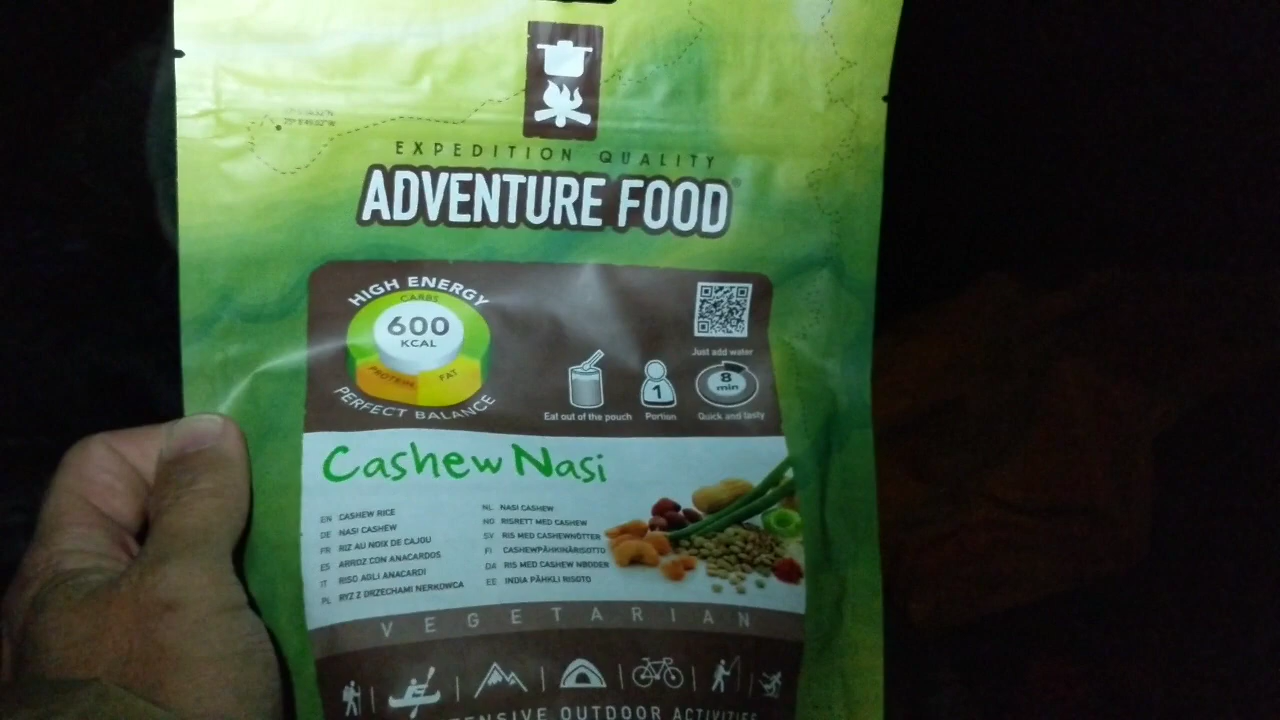 EXPEDITION QUALITY
ADVENTURE FOOD
HIGH ENERGY
CARBS
600
KCAL
PROTEIN
FAT
PERFECT BALANCE
Just add water
8
min
1
Eat out of the pouch
Portion
Quick and tasty
Cashew Nasi
EN CASHEW RICE
DE NASI CASHEW
FR RIZ AU NOIX DE CAJOU
ES ARROZ CON ANACARDOS
IT RISO AGLI ANACARDI
PL RYZ Z ORZECHAMI NERKOWCA
NL NASI CASHEW
NO RISRETT MED CASHEW
SV RIS MED CASHEWNÖTTER
FI CASHEWPÄHKINÄRISOTTO
DA RIS MED CASHEW NØDDER
EE INDIA PÄHKLI RISOTO
VEGETARIAN
OUTDOOR ACTIVITIES